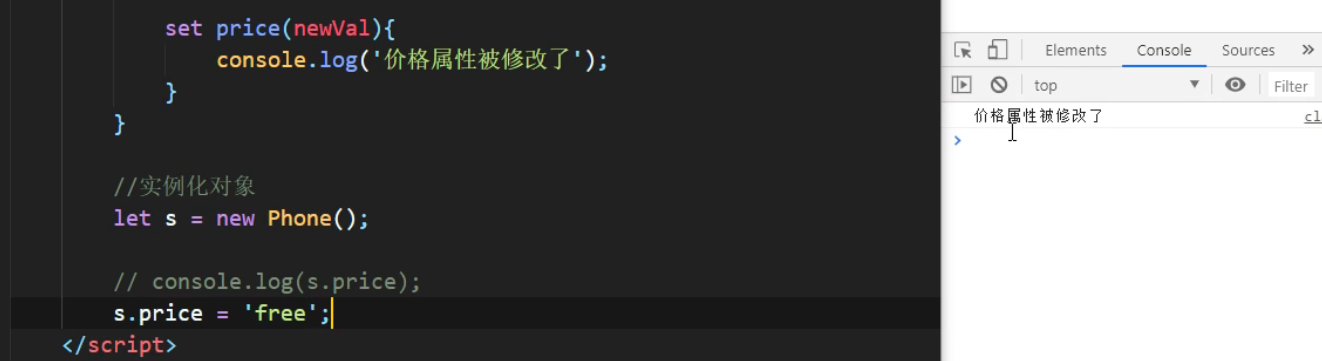 set price(newVal){
console.log('价格属性被修改了');
}
}
//实例化对象
let s = new Phone();
// console.log(s.price);
s.price = 'free';
</script>
Elements Console Sources »
top Filter
价格属性被修改了 cl
>